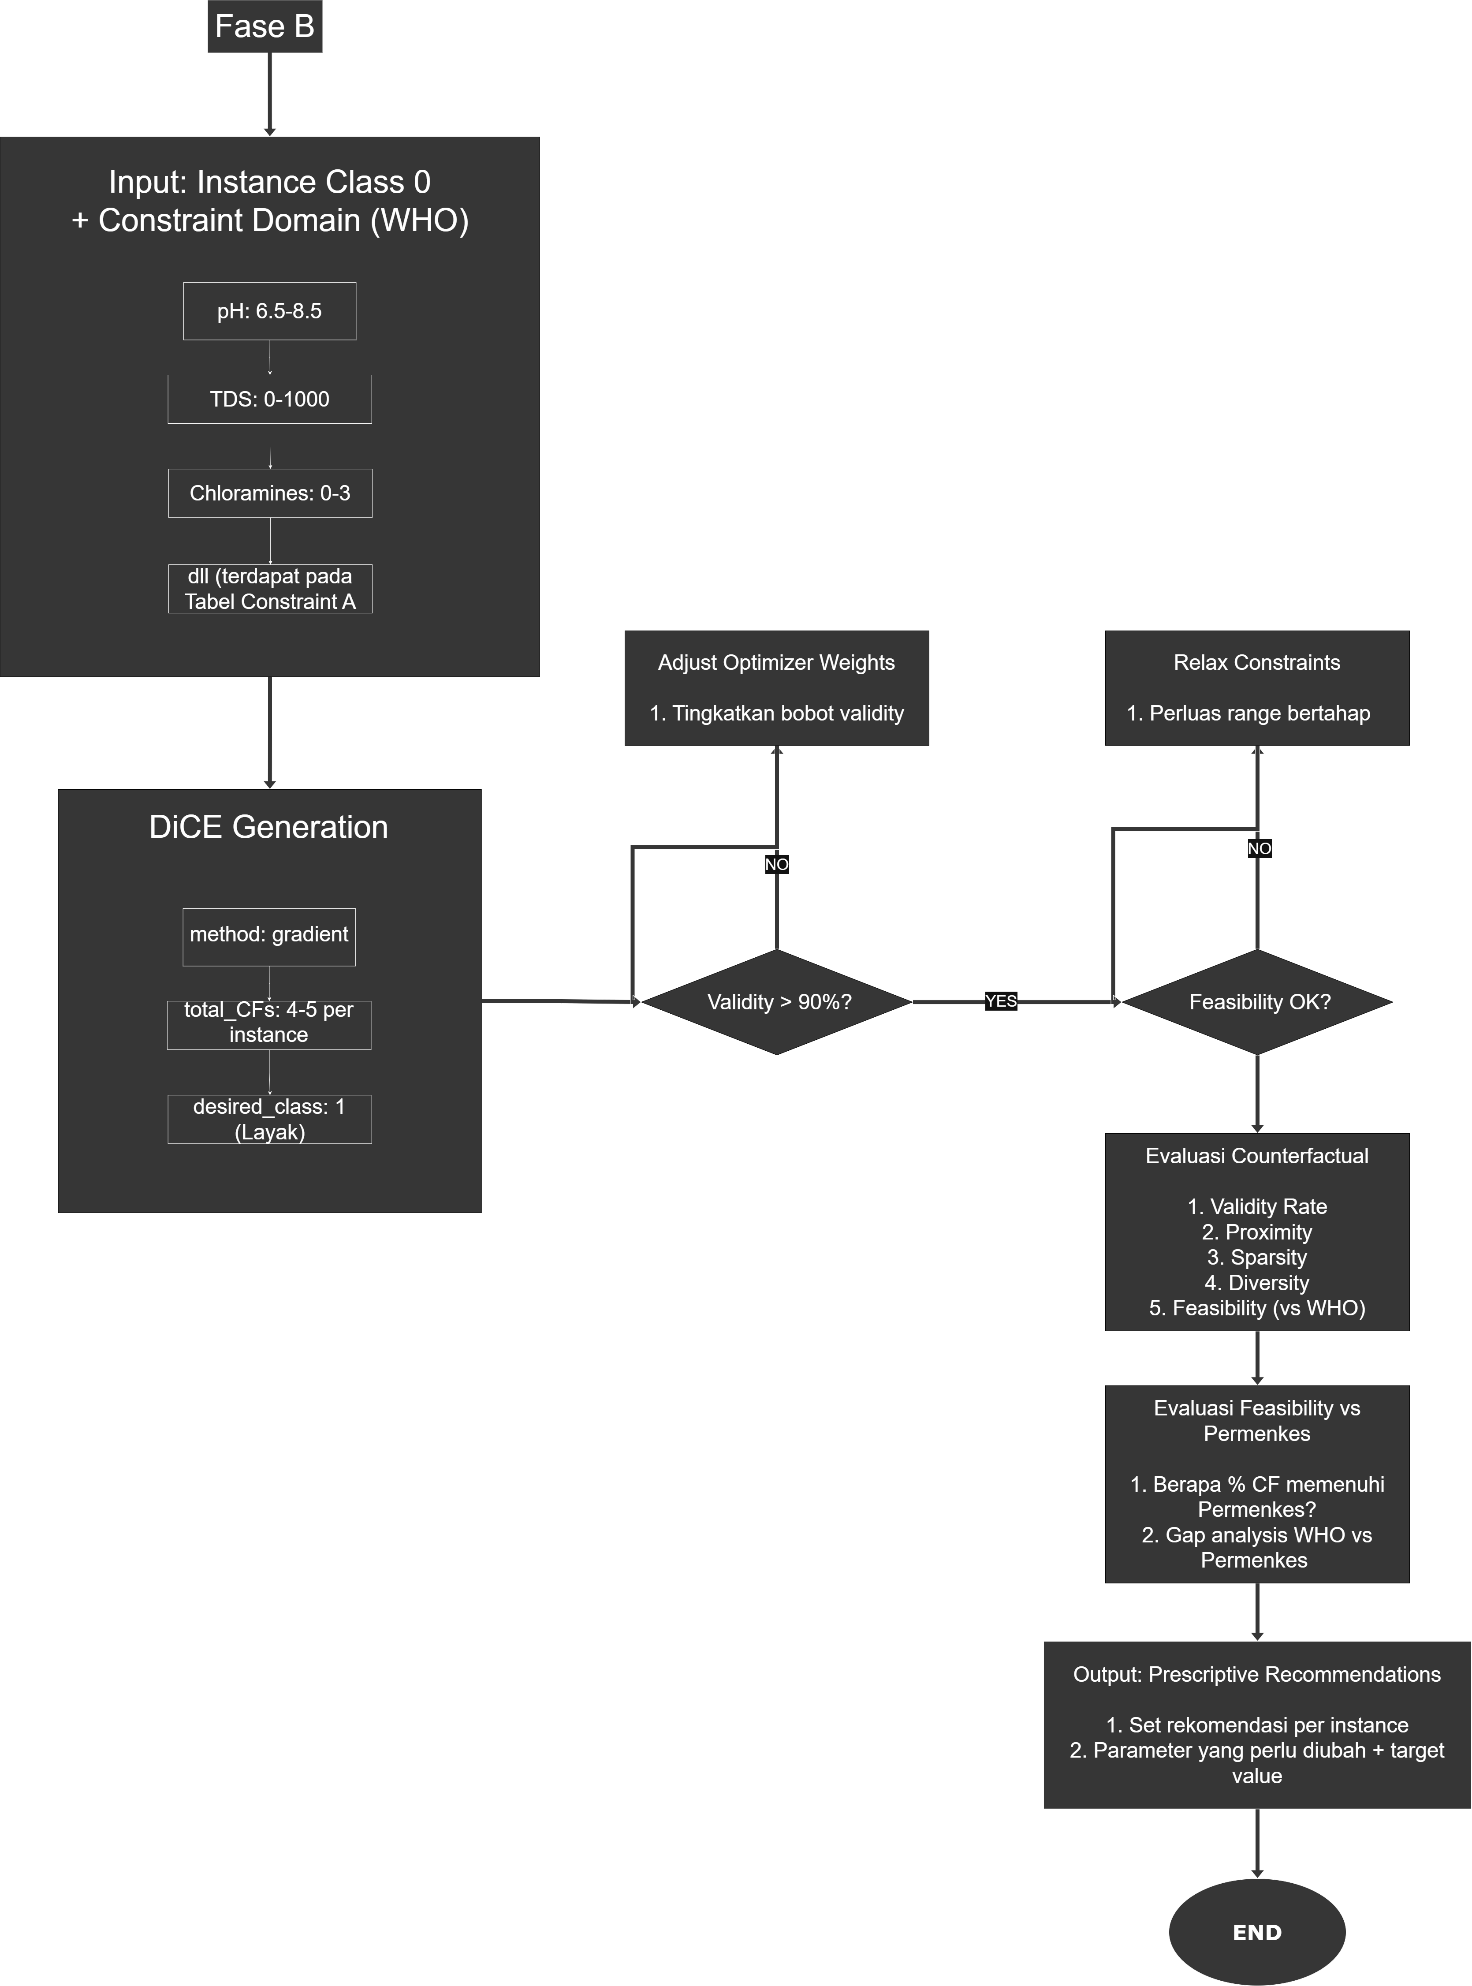 Fase B
Input: Instance Class 0
+ Constraint Domain (WHO)
pH: 6.5-8.5
TDS: 0-1000
Chloramines: 0-3
dll (terdapat pada
Tabel Constraint A
DiCE Generation
method: gradient
total_CFs: 4-5 per
instance
desired_class: 1
(Layak)
Adjust Optimizer Weights
1. Tingkatkan bobot validity
NO
Validity > 90%?
YES
Relax Constraints
1. Perluas range bertahap
NO
Feasibility OK?
Evaluasi Counterfactual
1. Validity Rate
2. Proximity
3. Sparsity
4. Diversity
5. Feasibility (vs WHO)
Evaluasi Feasibility vs
Permenkes
1. Berapa % CF memenuhi
Permenkes?
2. Gap analysis WHO vs
Permenkes
Output: Prescriptive Recommendations
1. Set rekomendasi per instance
2. Parameter yang perlu diubah + target
value
END